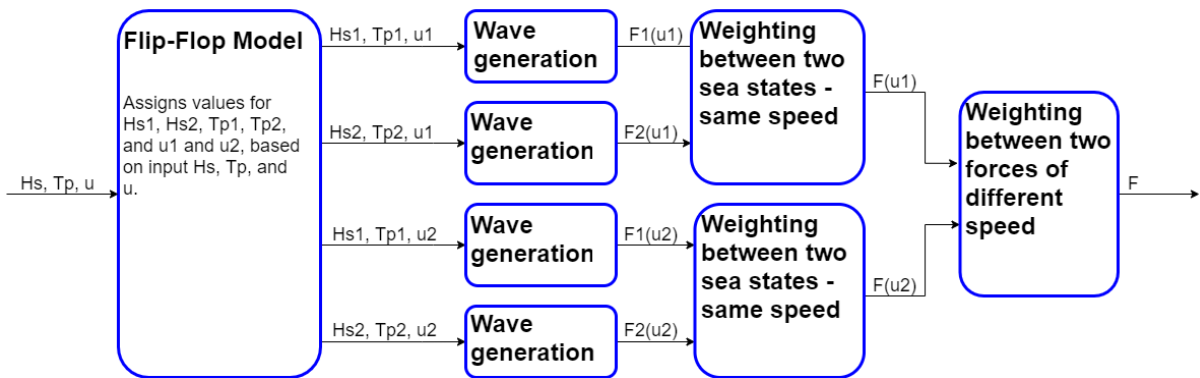 Flip-Flop Model
Assigns values for
Hs1, Hs2, Tp1, Tp2,
and u1 and u2, based
on input Hs, Tp, and
u.
Hs, Tp, u
Hs1, Tp1, u1
Hs2, Tp2, u1
Hs1, Tp1, u2
Hs2, Tp2, u2
Wave
generation
Wave
generation
Wave
generation
Wave
generation
F1(u1)
F2(u1)
F1(u2)
F2(u2)
Weighting
between two
sea states -
same speed
Weighting
between two
sea states -
same speed
F(u1)
F(u2)
Weighting
between two
forces of
different
speed
F